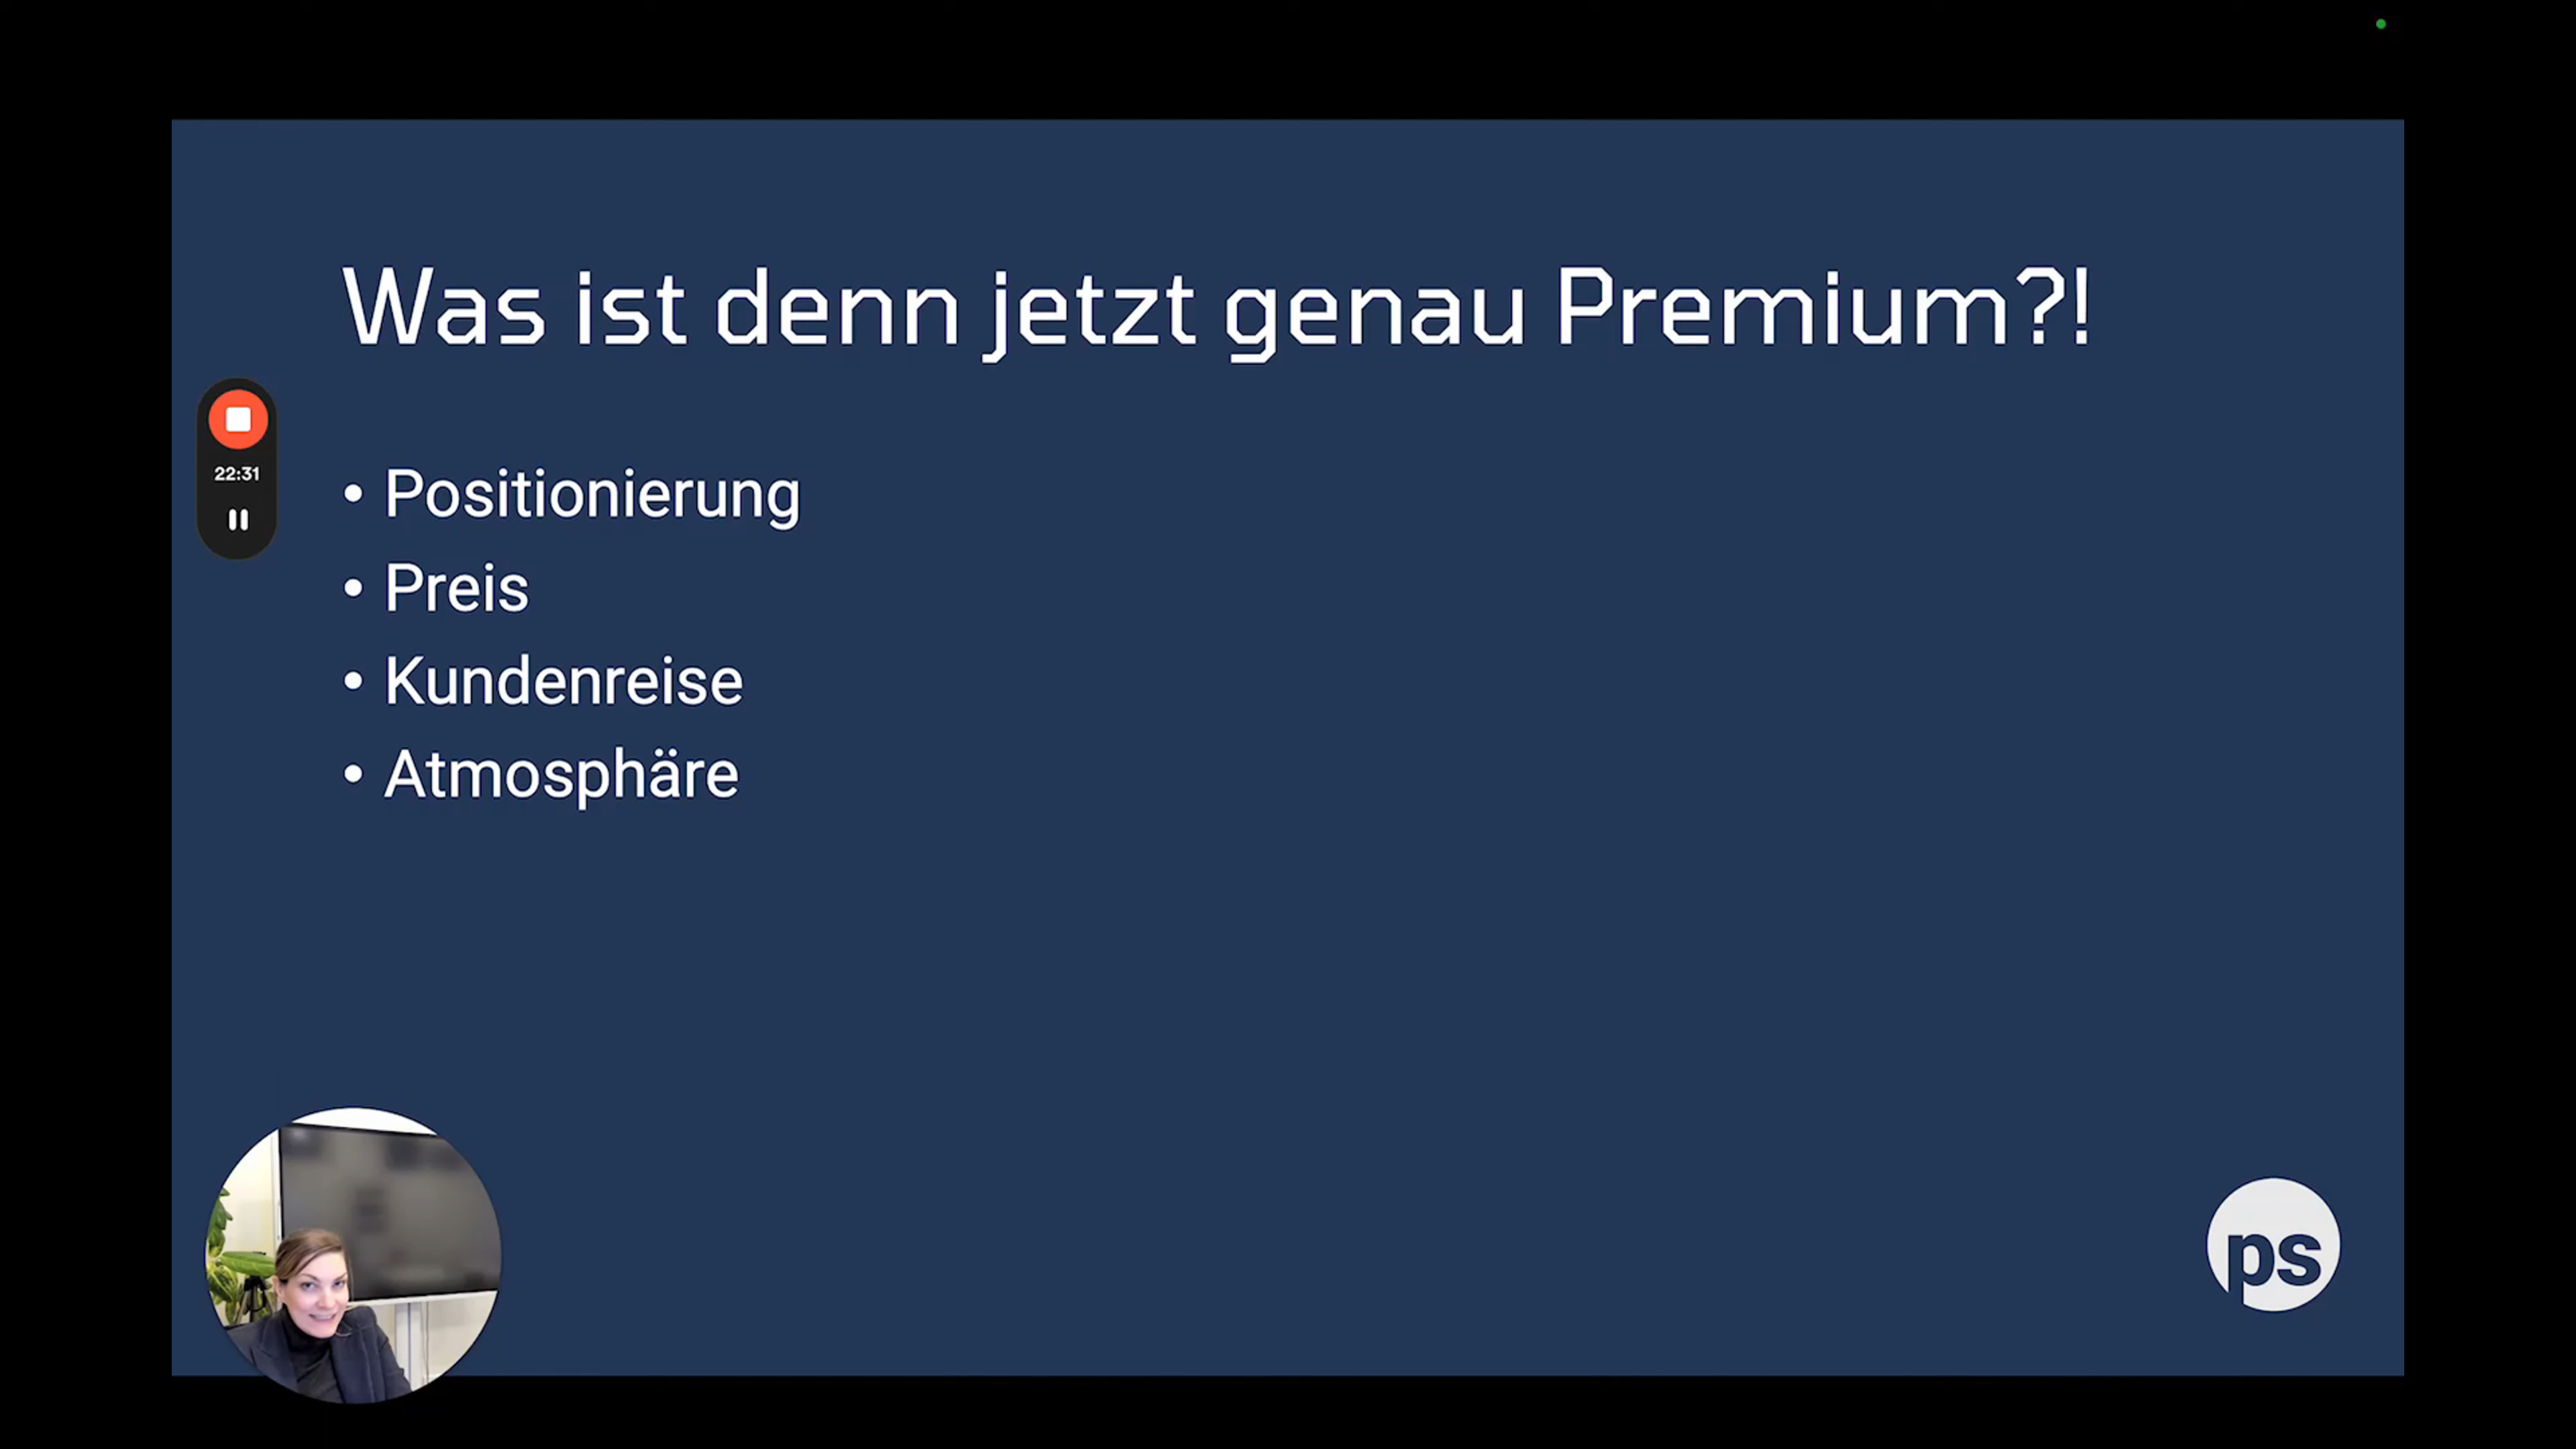 Was ist denn jetzt genau Premium?!
22:31
• Positionierung
• Preis
• Kundenreise
• Atmosphäre
ps